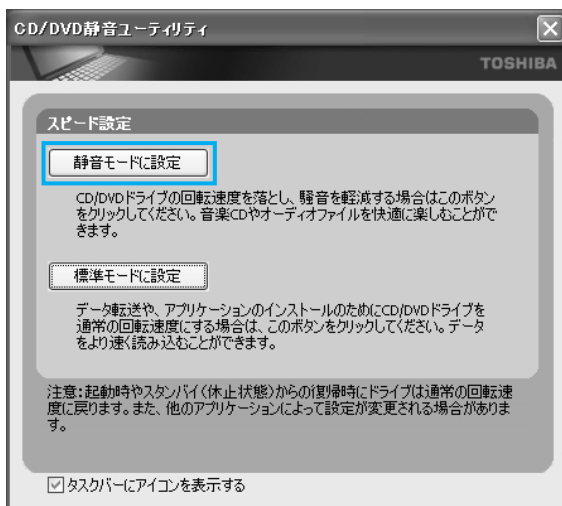 CD/DVD静音ユーティリティ
TOSHIBA
スピード設定
静音モードに設定
CD/DVDドライブの回転速度を落とし、騒音を軽減する場合はこのボタン
をクリックしてください。音楽CDやオーディオファイルを快適に楽しむことがで
きます。
標準モードに設定
データ転送や、アプリケーションのインストールのためにCD/DVDドライブを
通常の回転速度にする場合は、このボタンをクリックしてください。データ
をより速く読み込むことができます。
注意:起動時やスタンバイ(休止状態)からの復帰時にドライブは通常の回転速
度に戻ります。また、他のアプリケーションによって設定が変更される場合がありま
す。
タスクバーにアイコンを表示する